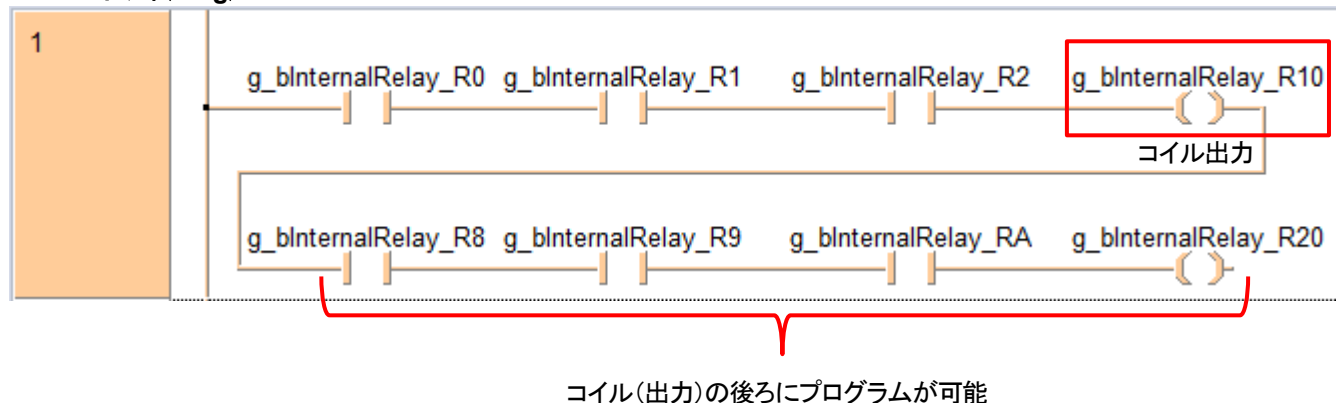 1
g_bInternalRelay_R0 g_bInternalRelay_R1 g_bInternalRelay_R2 g_bInternalRelay_R10
コイル出力
g_bInternalRelay_R8 g_bInternalRelay_R9 g_bInternalRelay_RA g_bInternalRelay_R20
コイル（出力）の後ろにプログラムが可能